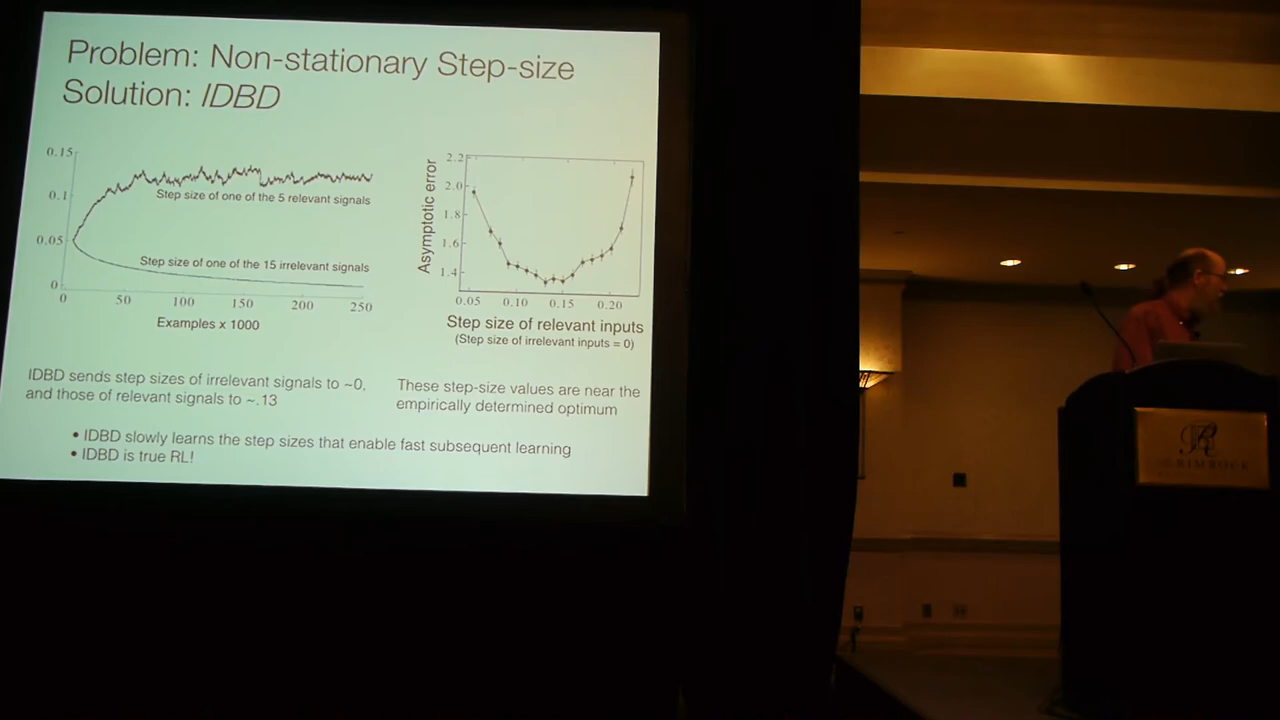 Problem: Non-stationary Step-size
Solution: IDBD
0.15
0.1
0.05
0
0 50 100 150 200 250
Step size of one of the 5 relevant signals
Step size of one of the 15 irrelevant signals
Examples x 1000
Asymptotic error
2.2
2.0
1.8
1.6
1.4
0.05 0.10 0.15 0.20
Step size of relevant inputs
(Step size of irrelevant inputs = 0)
IDBD sends step sizes of irrelevant signals to ~0,
and those of relevant signals to ~.13
These step-size values are near the
empirically determined optimum
• IDBD slowly learns the step sizes that enable fast subsequent learning
• IDBD is true RL!